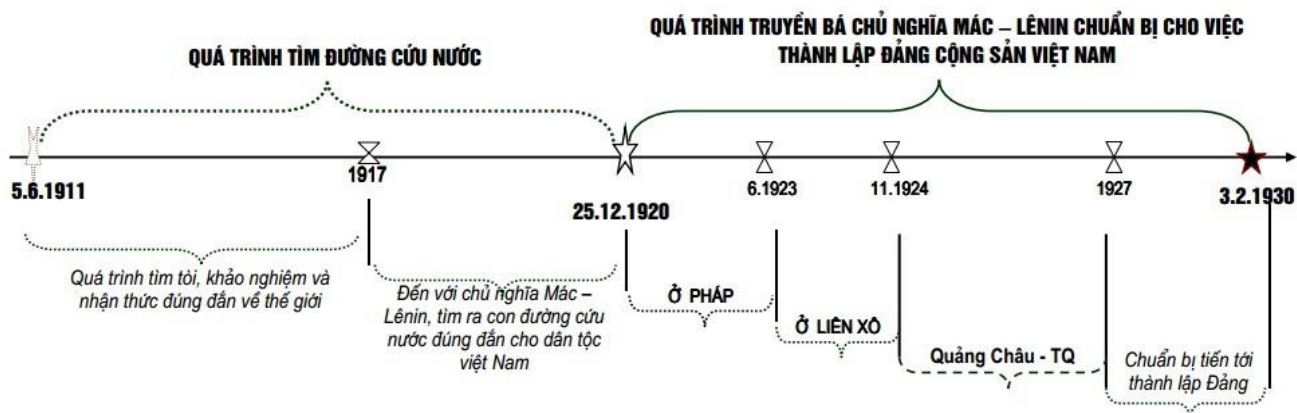 QUÁ TRÌNH TÌM ĐƯỜNG CỨU NƯỚC
QUÁ TRÌNH TRUYỀN BÁ CHỦ NGHĨA MÁC – LÊNIN CHUẨN BỊ CHO VIỆC
THÀNH LẬP ĐẢNG CỘNG SẢN VIỆT NAM
5.6.1911
1917
25.12.1920
6.1923
11.1924
1927
3.2.1930
Quá trình tìm tòi, khảo nghiệm và
nhận thức đúng đắn về thế giới
Đến với chủ nghĩa Mác –
Lênin, tìm ra con đường cứu
nước đúng đắn cho dân tộc
việt Nam
Ở PHÁP
Ở LIÊN XÔ
Quảng Châu - TQ
Chuẩn bị tiến tới
thành lập Đảng